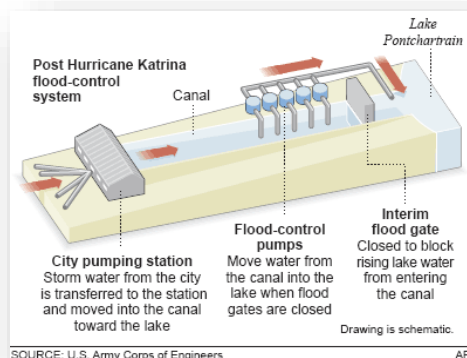 Lake
Pontchartrain
Post Hurricane Katrina
flood-control
system
Canal
City pumping station
Storm water from the city
is transferred to the station
and moved into the canal
toward the lake
Flood-control
pumps
Move water from
the canal into the
lake when flood
gates are closed
Interim
flood gate
Closed to block
rising lake water
from entering
the canal
Drawing is schematic.
SOURCE: U.S. Army Corps of Engineers
AP